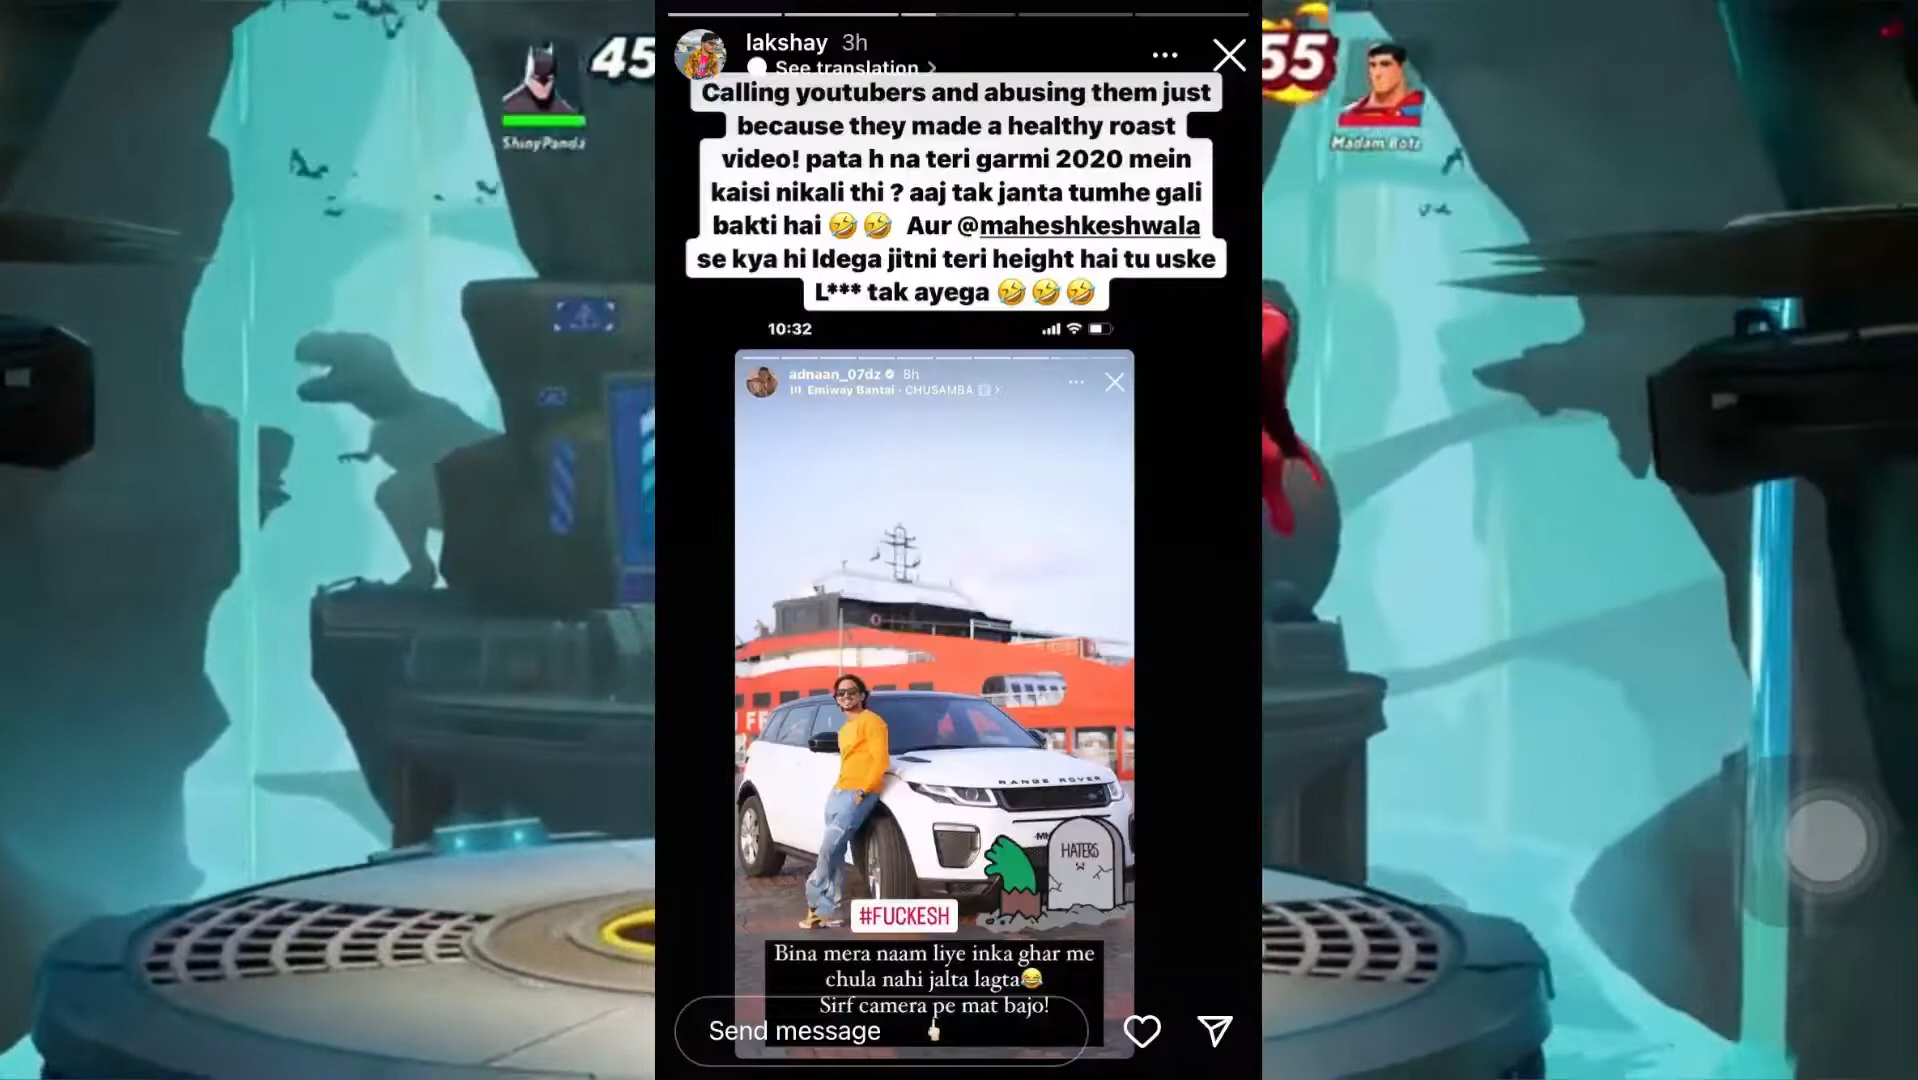 45
ShinyPanda
55
Madam Botz
lakshay 3h
See translation >
Calling youtubers and abusing them just
because they made a healthy roast
video! pata h na teri garmi 2020 mein
kaisi nikali thi ? aaj tak janta tumhe gali
bakti hai 🤣 🤣 Aur @maheshkeshwala
se kya hi ldega jitni teri height hai tu uske
L*** tak ayega 🤣 🤣 🤣
10:32
adnaan_07dz 8h
Emiway Bantai · CHUSAMBA E >
RANGE ROVER
MH
HATERS
#FUCKESH
Bina mera naam liye inka ghar me
chula nahi jalta lagta😂
Sirf camera pe mat bajo!
Send message